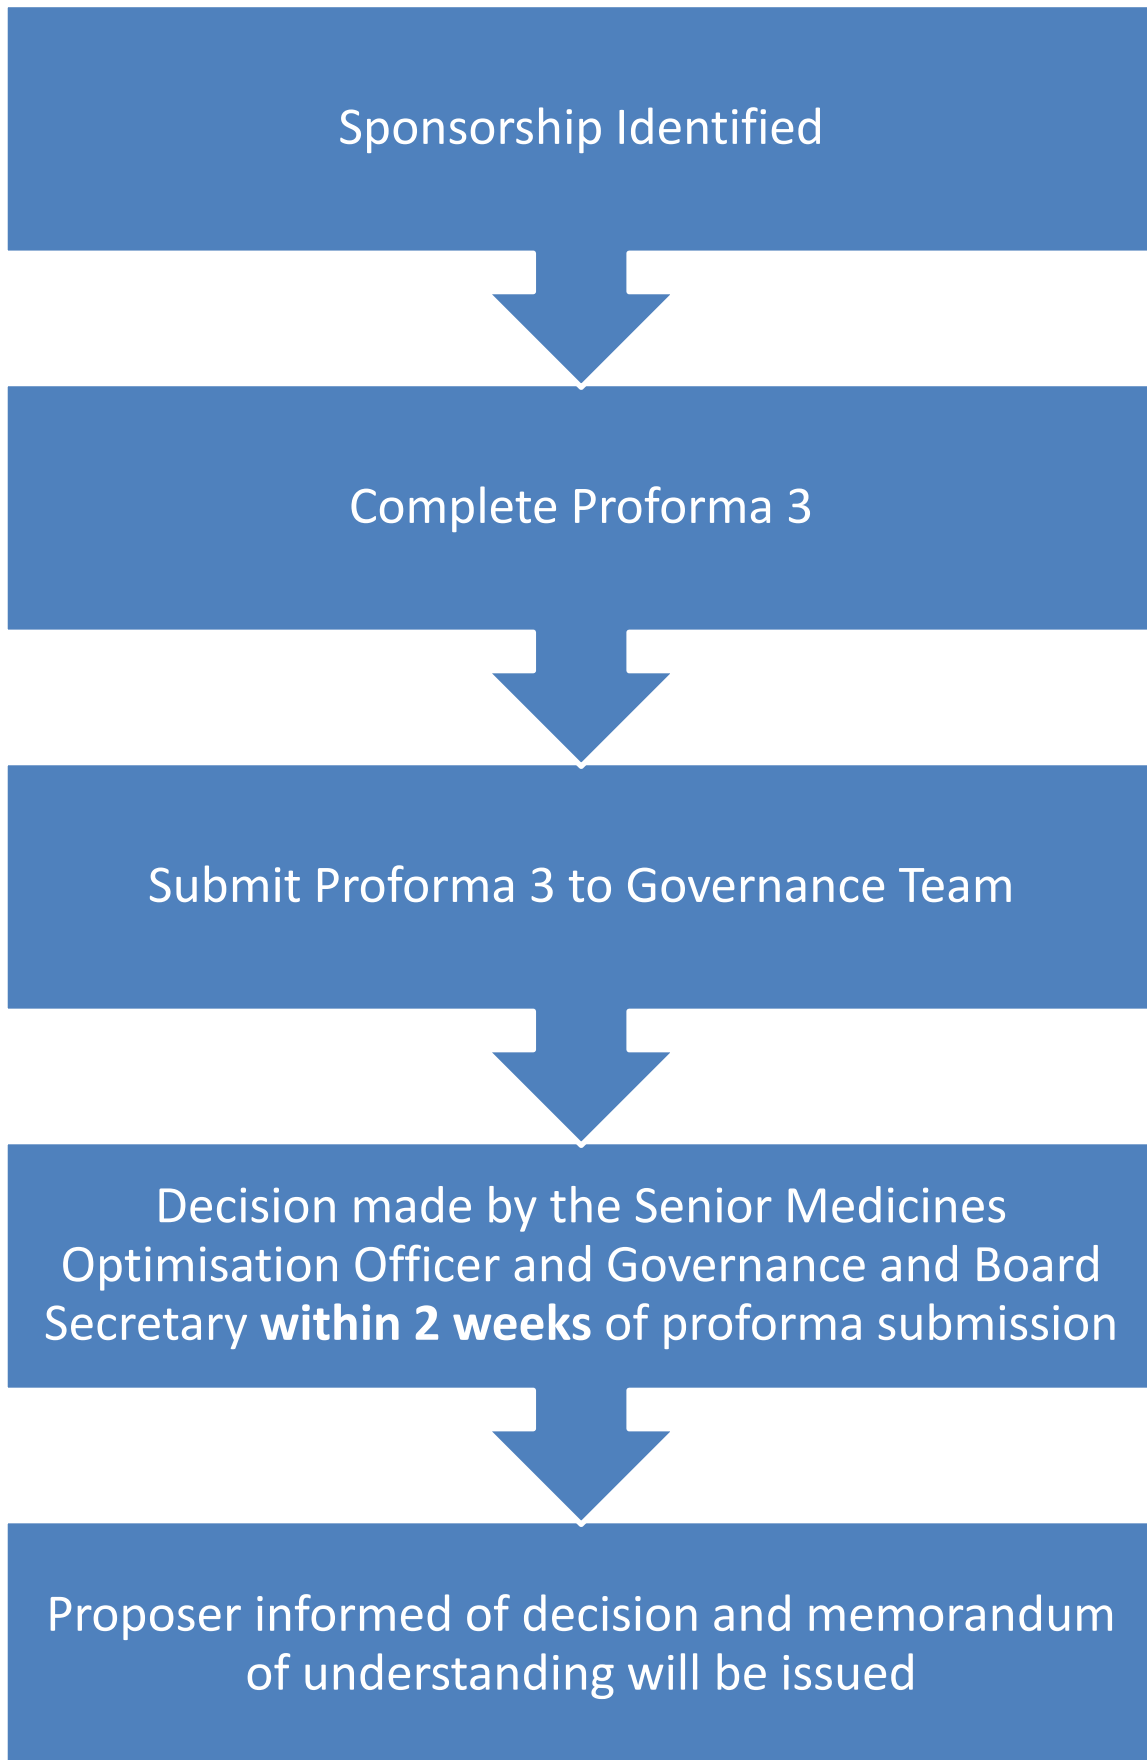 Sponsorship Identified
Complete Proforma 3
Submit Proforma 3 to Governance Team
Decision made by the Senior Medicines
Optimisation Officer and Governance and Board
Secretary within 2 weeks of proforma submission
Proposer informed of decision and memorandum
of understanding will be issued